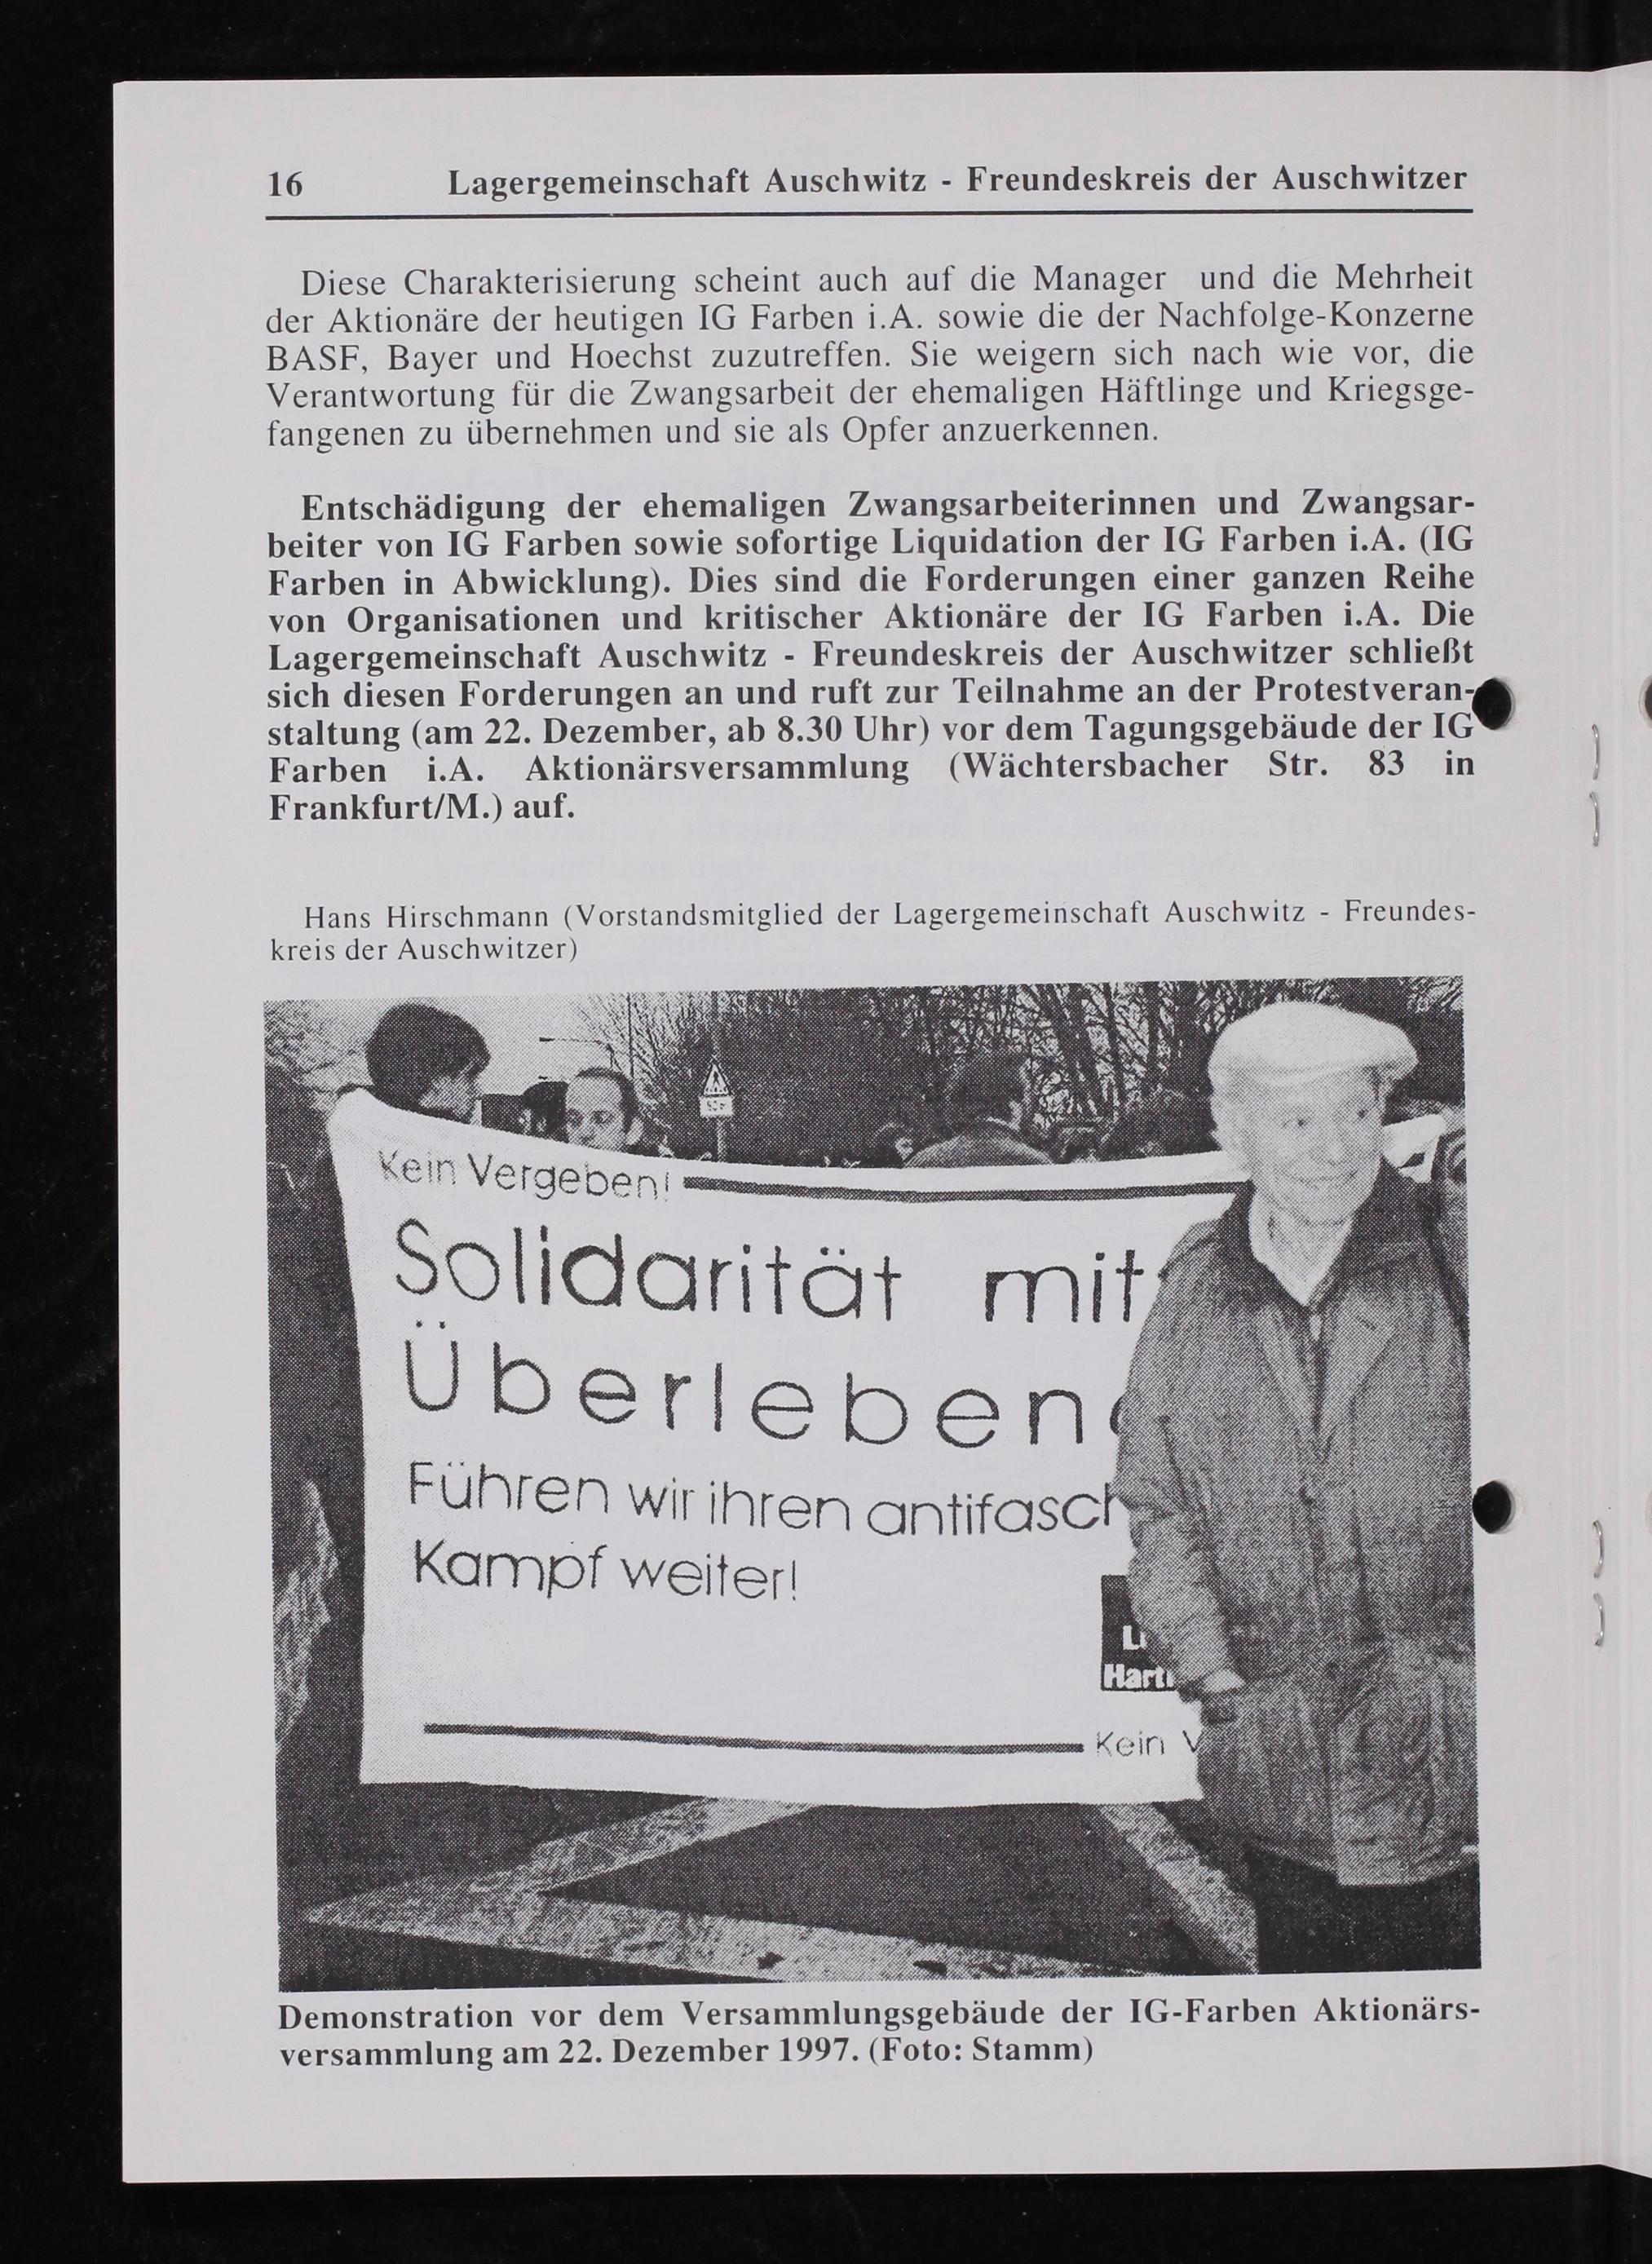 16 Lagergemeinschaft Auschwitz - Freundeskreis der Auschwitzer
Diese Charakterisierung scheint auch auf die Manager und die Mehrheit
der Aktionäre der heutigen IG Farben i.A. sowie die der Nachfolge-Konzerne
BASF, Bayer und Hoechst zuzutreffen. Sie weigern sich nach wie vor, die
Verantwortung für die Zwangsarbeit der ehemaligen Häftlinge und Kriegsge-
fangenen zu übernehmen und sie als Opfer anzuerkennen.
Entschädigung der ehemaligen Zwangsarbeiterinnen und Zwangsar-
beiter von IG Farben sowie sofortige Liquidation der IG Farben i.A. (IG
Farben in Abwicklung). Dies sind die Forderungen einer ganzen Reihe
von Organisationen und kritischer Aktionäre der IG Farben i.A. Die
Lagergemeinschaft Auschwitz - Freundeskreis der Auschwitzer schließt
sich diesen Forderungen an und ruft zur Teilnahme an der Protestveran-
staltung (am 22. Dezember, ab 8.30 Uhr) vor dem Tagungsgebäude der IG
Farben i.A. Aktionärsversammlung (Wächtersbacher Str. 83 in
Frankfurt/M.) auf.
Hans Hirschmann (Vorstandsmitglied der Lagergemeinschaft Auschwitz - Freundes-
kreis der Auschwitzer)
Kein Vergeben!
Solidarität mit
Überleben
Führen wir ihren antifasch
Kampf weiter!
Li
Hart
Kein V
Demonstration vor dem Versammlungsgebäude der IG-Farben Aktionärs-
versammlung am 22. Dezember 1997. (Foto: Stamm)